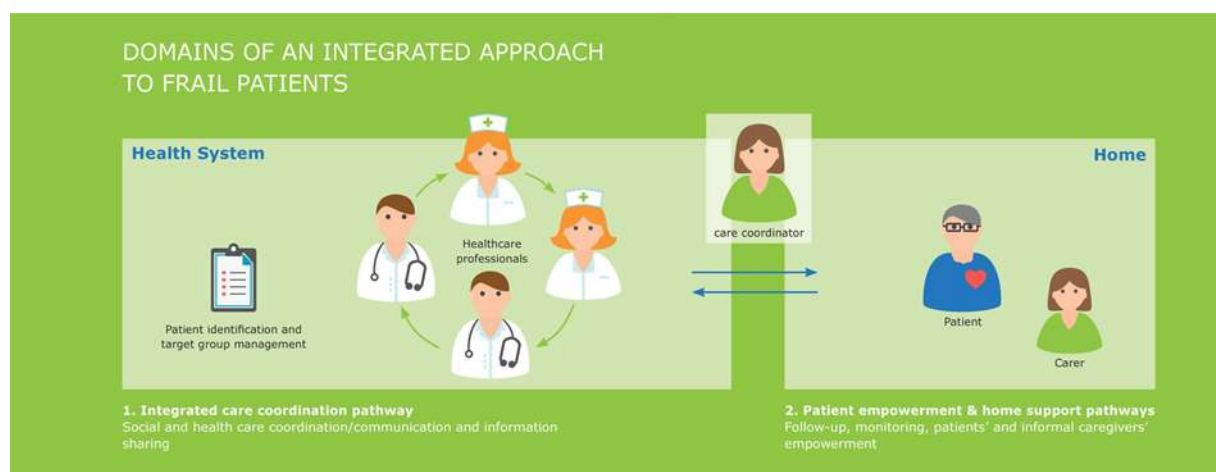 DOMAINS OF AN INTEGRATED APPROACH
TO FRAIL PATIENTS
Health System
Healthcare
professionals
Patient identification and
target group management
care coordinator
Home
Patient
Carer
1. Integrated care coordination pathway
Social and health care coordination/communication and information
sharing
2. Patient empowerment & home support pathways
Follow-up, monitoring, patients’ and informal caregivers’
empowerment